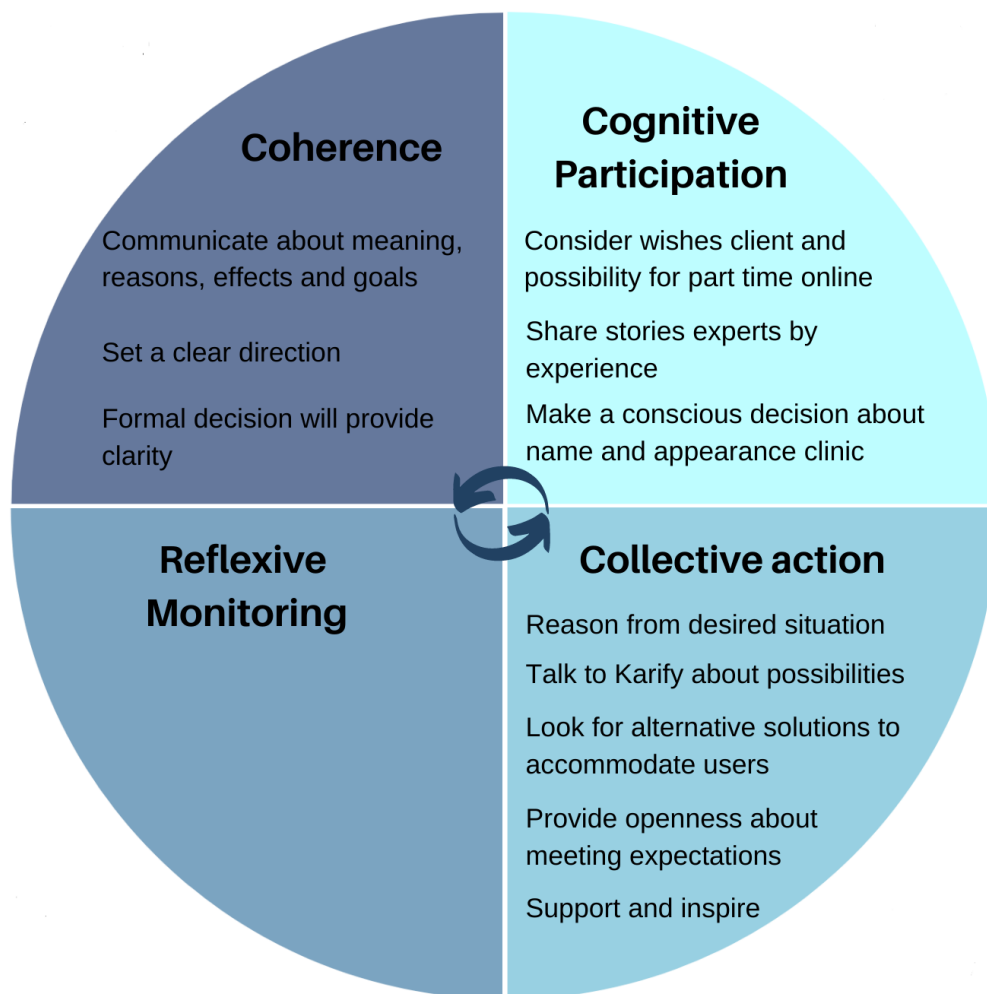 Coherence
Communicate about meaning,
reasons, effects and goals
Set a clear direction
Formal decision will provide
clarity
Cognitive
Participation
Consider wishes client and
possibility for part time online
Share stories experts by
experience
Make a conscious decision about
name and appearance clinic
Reflexive
Monitoring
Collective action
Reason from desired situation
Talk to Karify about possibilities
Look for alternative solutions to
accommodate users
Provide openness about
meeting expectations
Support and inspire